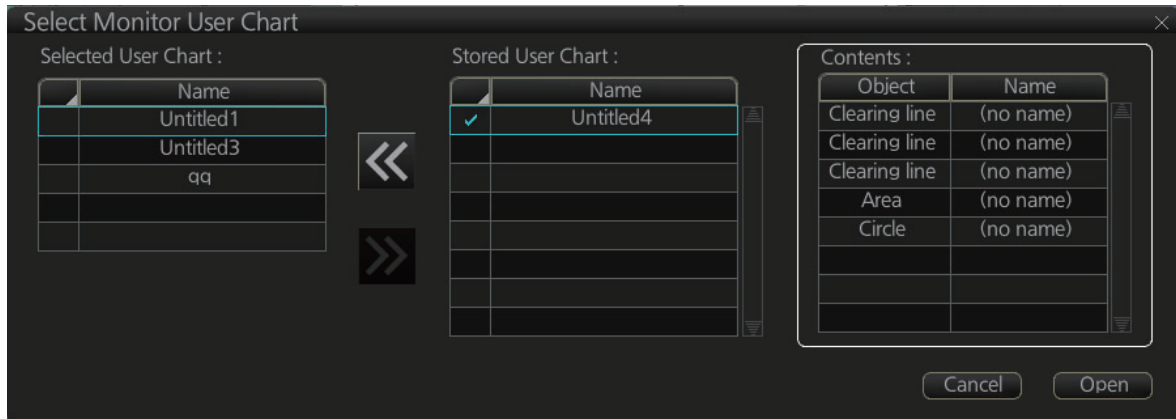 Select Monitor User Chart
Selected User Chart :
Name
Untitled1
Untitled3
qq
Stored User Chart :
Name
Untitled4
Contents :
Object Name
Clearing line (no name)
Clearing line (no name)
Clearing line (no name)
Area (no name)
Circle (no name)
Cancel Open